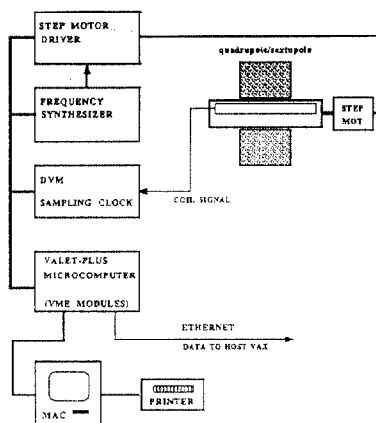 STEP MOTOR
DRIVER
quadrupole/sextupole
FREQUENCY
SYNTHESIZER
STEP
MOT
DVM
SAMPLING CLOCK
COIL SIGNAL
VALET-PLUS
MICROCOMPUTER
(VME MODULES)
ETHERNET
DATA TO HOST VAX
MAC
PRINTER